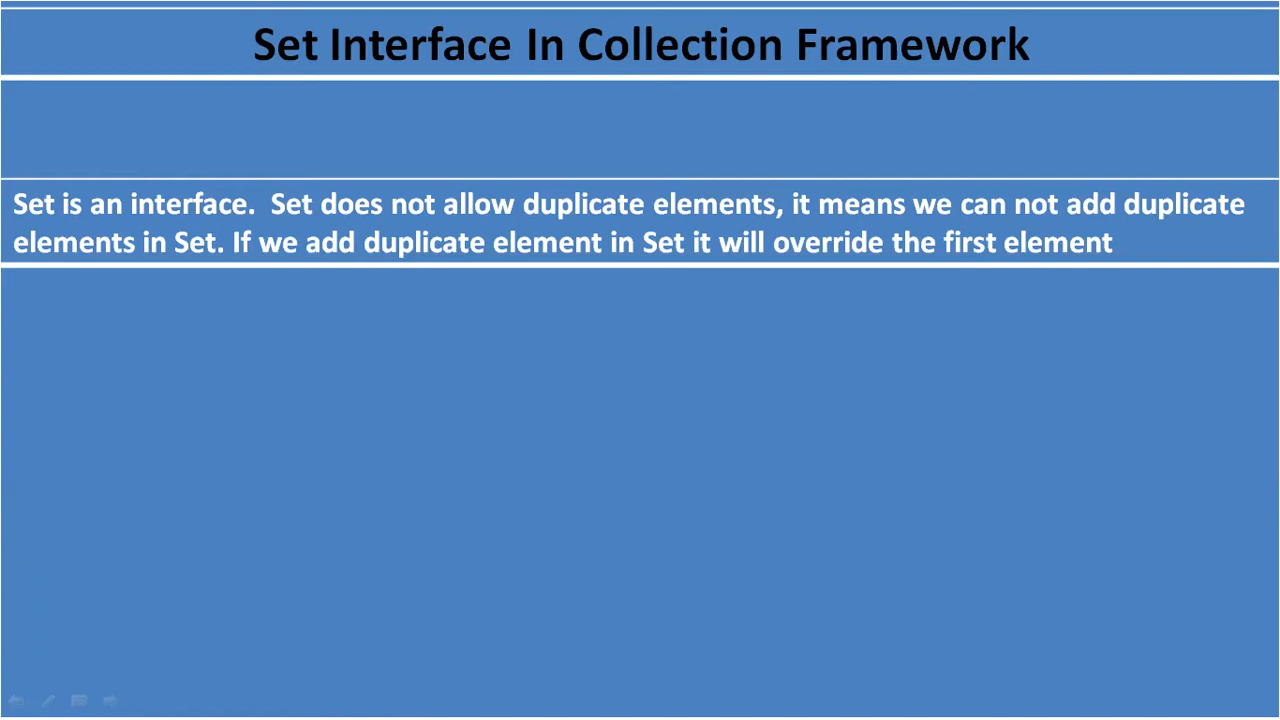 Set Interface In Collection Framework
Set is an interface.  Set does not allow duplicate elements, it means we can not add duplicate
elements in Set. If we add duplicate element in Set it will override the first element